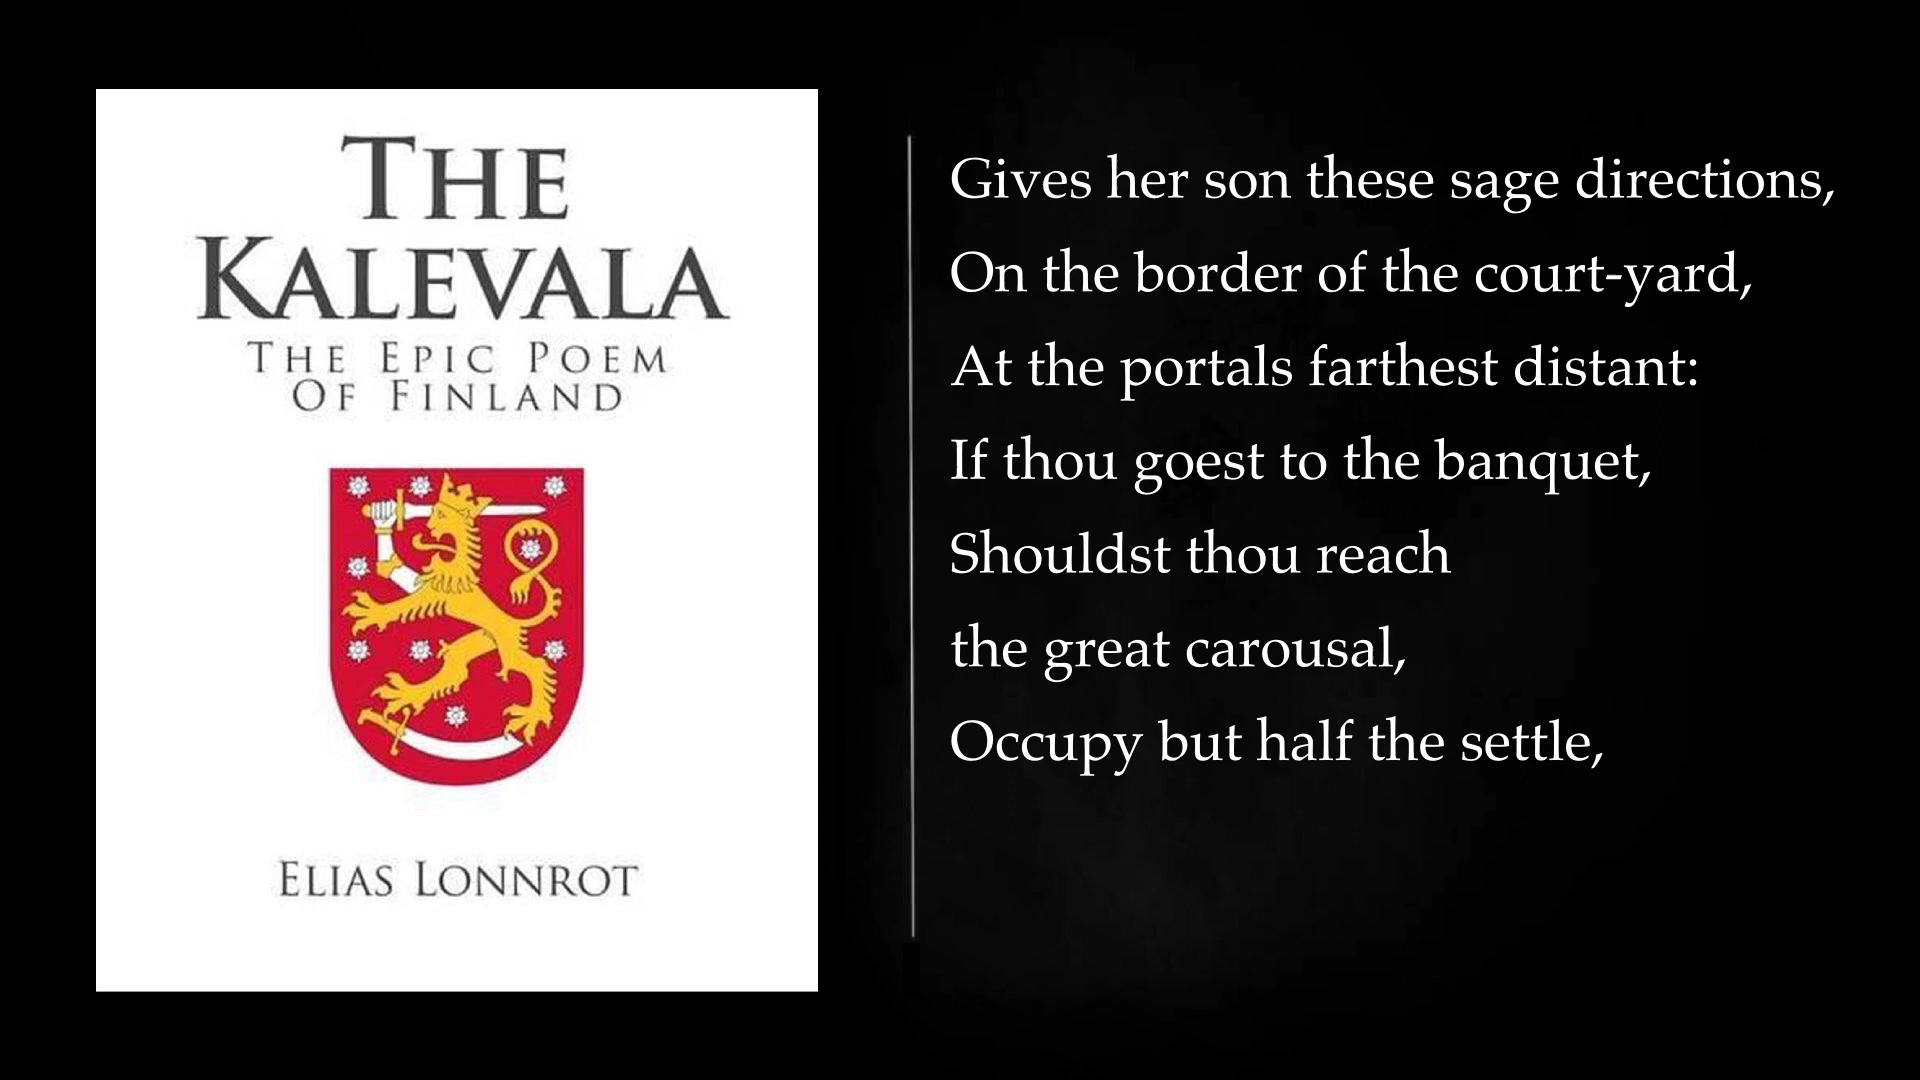 THE
KALEVALA
THE EPIC POEM
OF FINLAND
ELIAS LONNROT
Gives her son these sage directions,
On the border of the court-yard,
At the portals farthest distant:
If thou goest to the banquet,
Shouldst thou reach
the great carousal,
Occupy but half the settle,